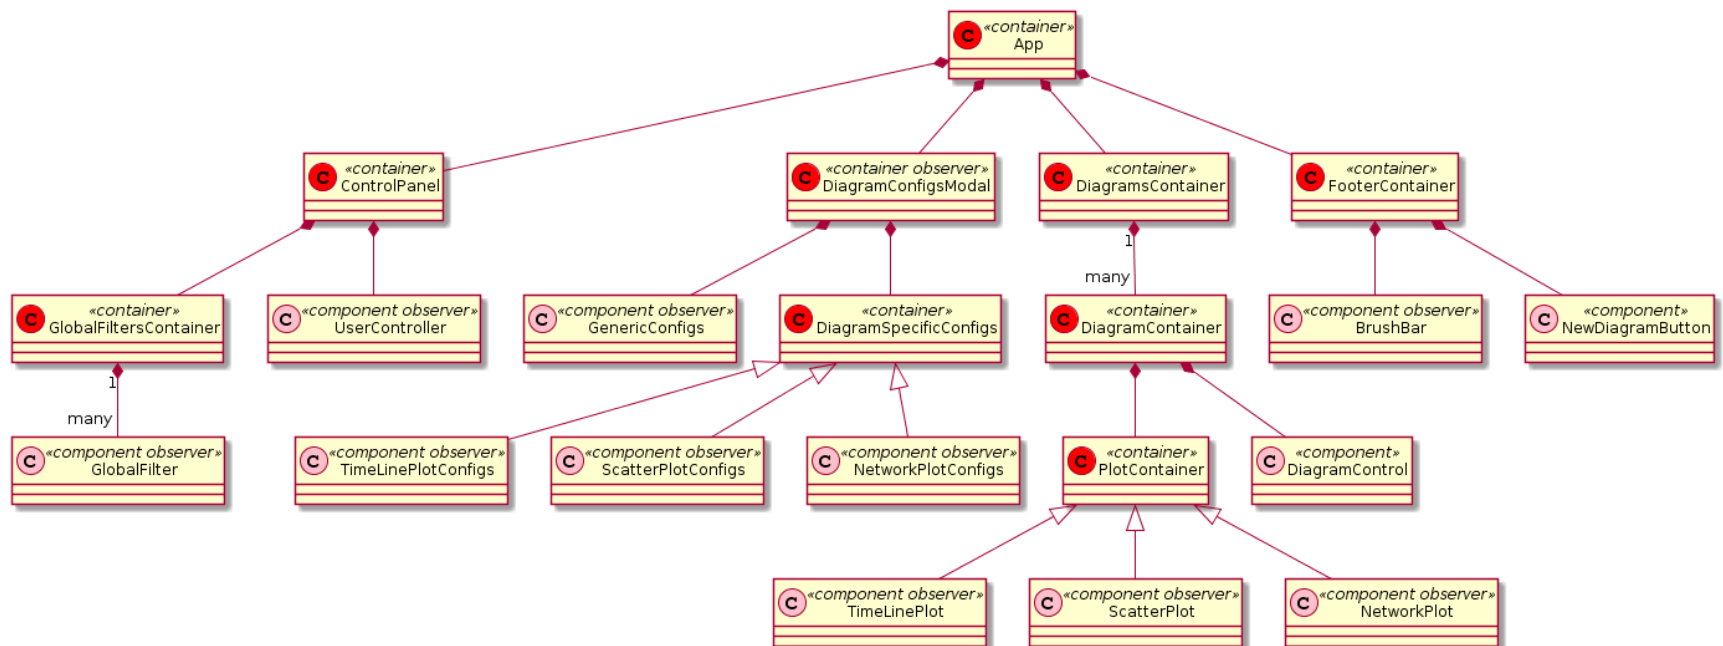 C «container»
App
C «container»
ControlPanel
C «container observer»
DiagramConfigsModal
C «container»
DiagramsContainer
C «container»
FooterContainer
1
many
C «container»
GlobalFiltersContainer
C «component observer»
UserController
C «component observer»
GenericConfigs
C «container»
DiagramSpecificConfigs
C «container»
DiagramContainer
C «component observer»
BrushBar
C «component»
NewDiagramButton
1
many
C «component observer»
GlobalFilter
C «component observer»
TimeLinePlotConfigs
C «component observer»
ScatterPlotConfigs
C «component observer»
NetworkPlotConfigs
C «container»
PlotContainer
C «component»
DiagramControl
C «component observer»
TimeLinePlot
C «component observer»
ScatterPlot
C «component observer»
NetworkPlot